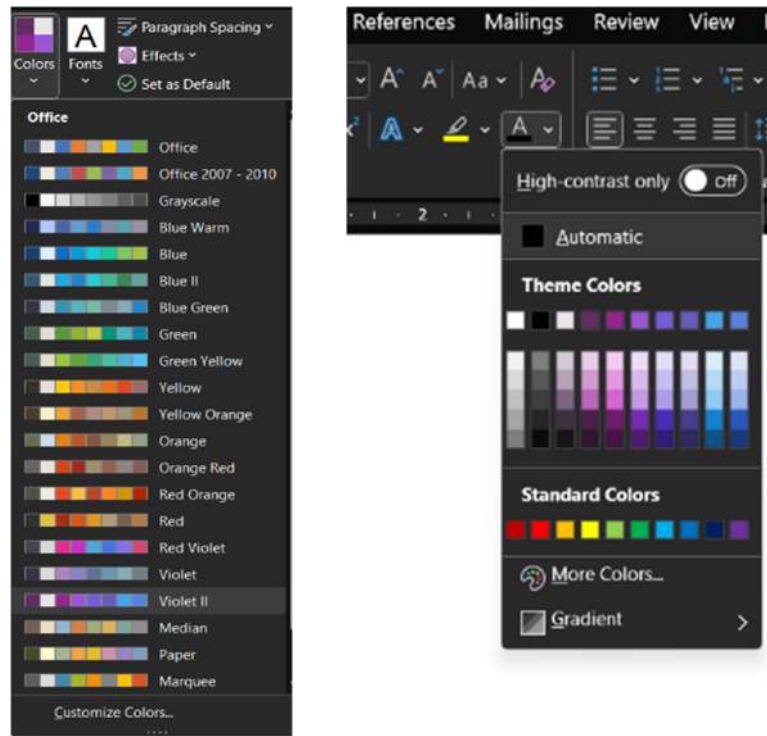 Colors
A
Fonts
Paragraph Spacing
Effects
Set as Default
Office
Office
Office 2007 - 2010
Grayscale
Blue Warm
Blue
Blue II
Blue Green
Green
Green Yellow
Yellow
Yellow Orange
Orange
Orange Red
Red Orange
Red
Red Violet
Violet
Violet II
Median
Paper
Marquee
Customize Colors...
References Mailings Review View
A A Aa A
A A
High-contrast only Off
2
Automatic
Theme Colors
Standard Colors
More Colors...
Gradient